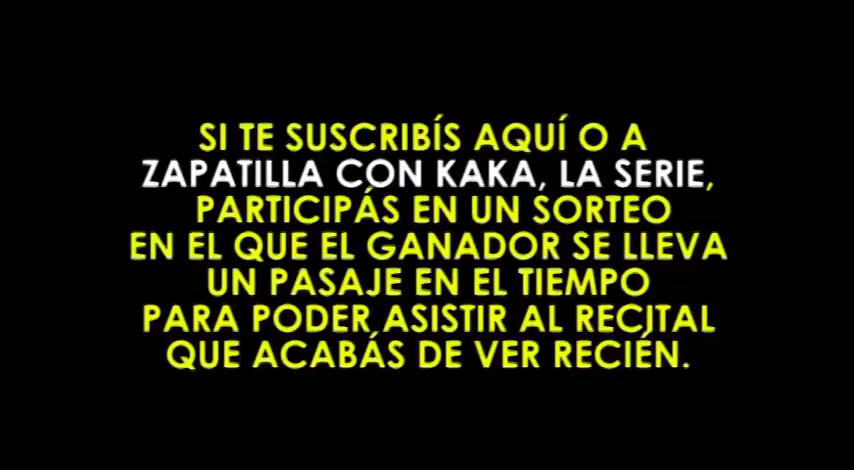 SI TE SUSCRIBÍS AQUÍ O A
ZAPATILLA CON KAKA, LA SERIE,
PARTICIPÁS EN UN SORTEO
EN EL QUE EL GANADOR SE LLEVA
UN PASAJE EN EL TIEMPO
PARA PODER ASISTIR AL RECITAL
QUE ACABÁS DE VER RECIÉN.